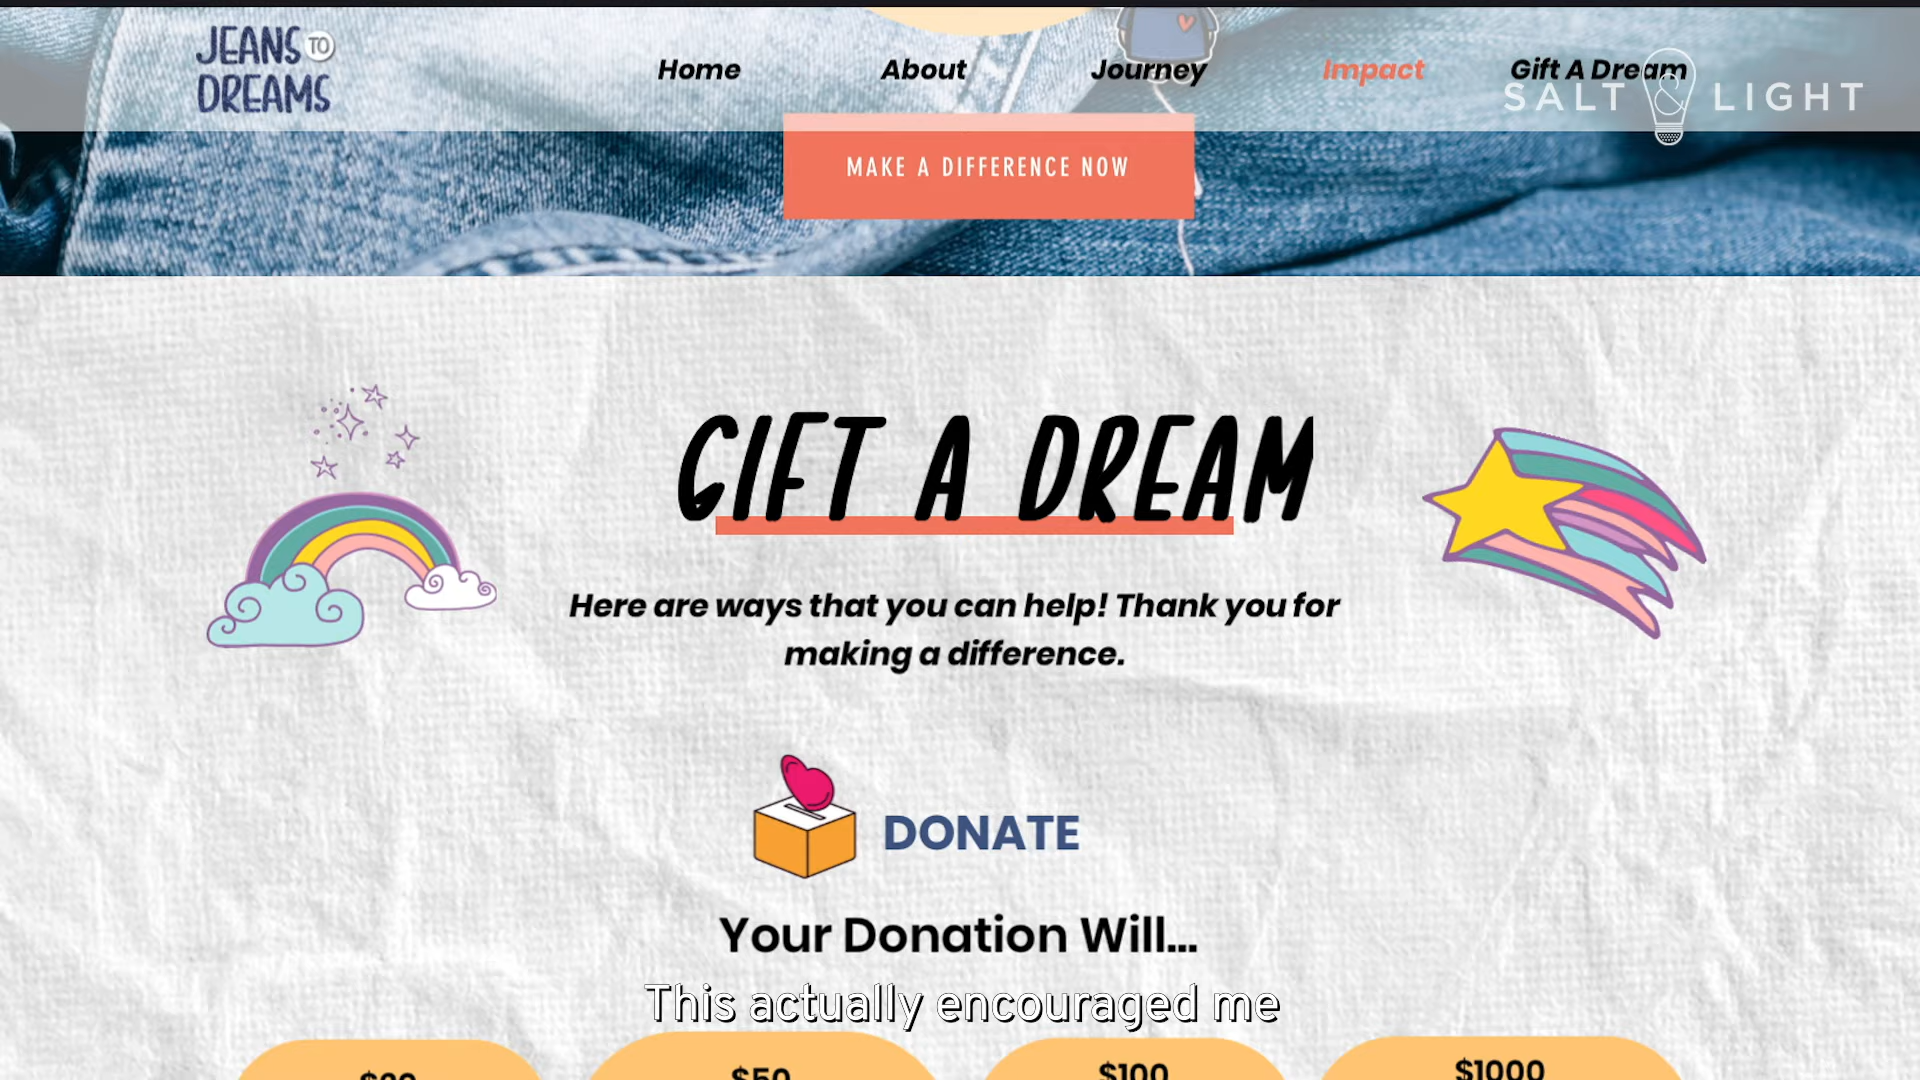 JEANS TO
DREAMS
Home
About
Journey
Impact
Gift A Dream
SALT & LIGHT
MAKE A DIFFERENCE NOW
GIFT A DREAM
Here are ways that you can help! Thank you for
making a difference.
DONATE
Your Donation Will...
This actually encouraged me
$20
$50
$100
$1000